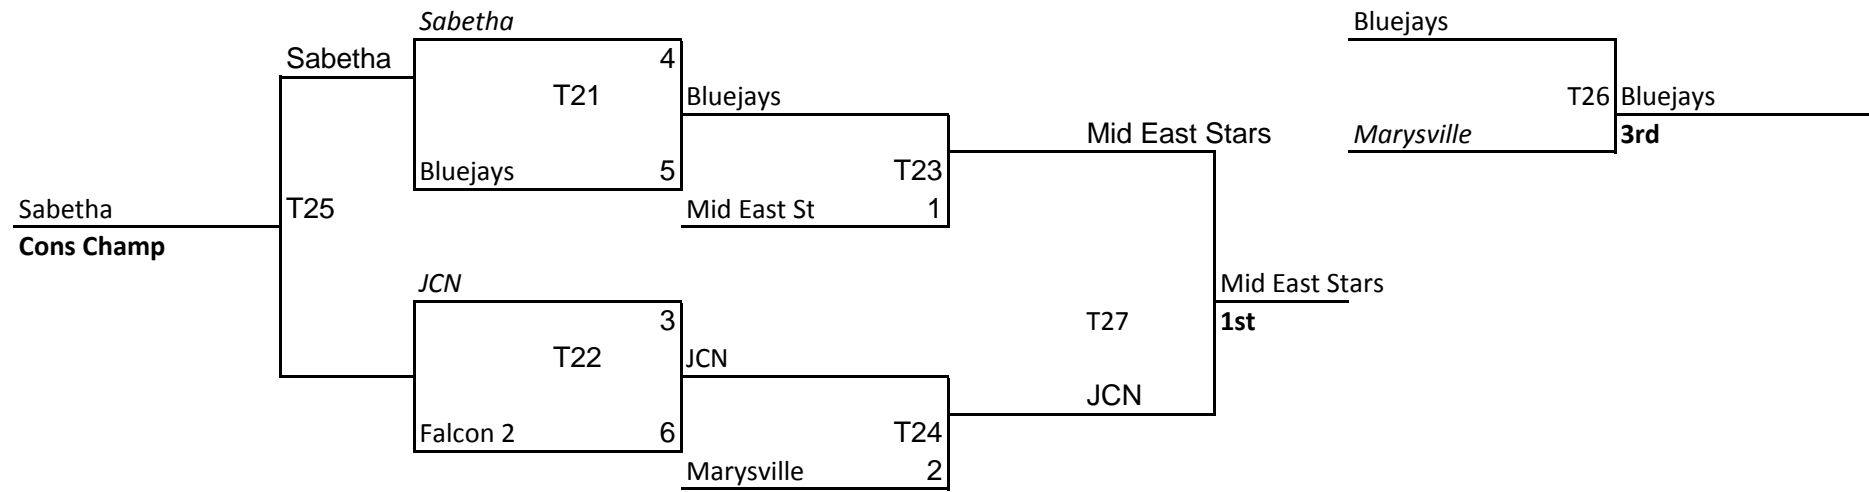 Sabetha
Bluejays
Sabetha
4
T21
Bluejays
T26
Bluejays
Mid East Stars
Marysville
3rd
Bluejays
5
T23
Sabetha
T25
Mid East St
1
Cons Champ
JCN
Mid East Stars
3
T27
1st
T22
JCN
JCN
Falcon 2
6
T24
Marysville
2